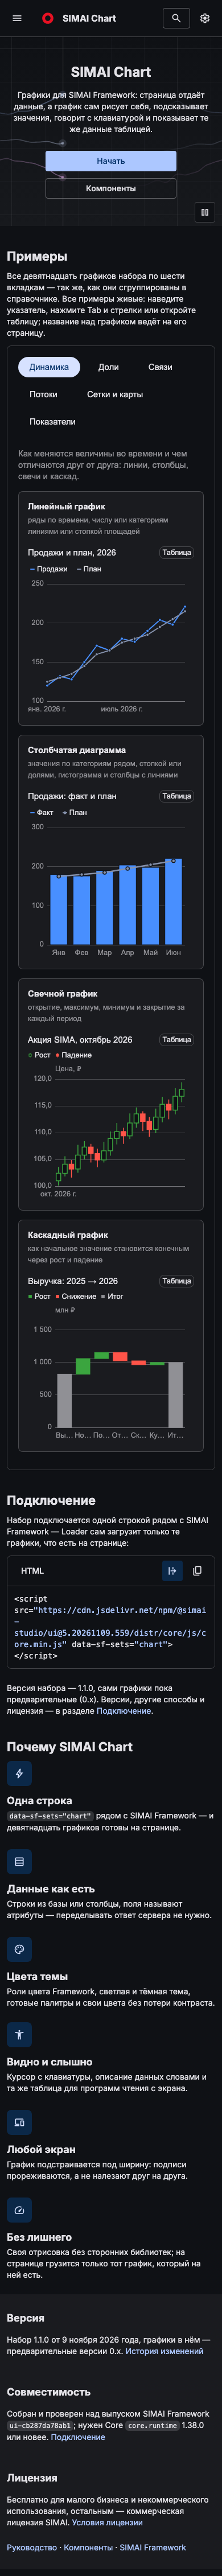 SIMAI Chart
SIMAI Chart
Графики для SIMAI Framework: страница отдаёт
данные, а график сам рисует себя, подсказывает
значения, говорит с клавиатурой и показывает те
же данные таблицей.
Начать
Компоненты
Примеры
Все девятнадцать графиков набора по шести
вкладкам — так же, как они сгруппированы в
справочнике. Все примеры живые: наведите
указатель, нажмите Tab и стрелки или откройте
таблицу; название над графиком ведёт на его
страницу.
Динамика
Доли
Связи
Потоки
Сетки и карты
Показатели
Как меняются величины во времени и чем
отличаются друг от друга: линии, столбцы,
свечи и каскад.
Линейный график
ряды по времени, числу или категориям
линиями или стопкой площадей
Продажи и план, 2026
Таблица
Продажи
План
250
200
150
100
янв. 2026 г.
июль 2026 г.
Столбчатая диаграмма
значения по категориям рядом, стопкой или
долями, гистограмма и столбцы с линиями
Продажи: факт и план
Таблица
Факт
План
300
200
100
0
Янв
Фев
Мар
Апр
Май
Июн
Свечной график
открытие, максимум, минимум и закрытие за
каждый период
Акция SIMA, октябрь 2026
Таблица
Рост
Падение
Цена, ₽
120,0
115,0
110,0
105,0
100,0
окт. 2026 г.
Каскадный график
как начальное значение становится конечным
через рост и падение
Выручка: 2025 → 2026
Таблица
Рост
Снижение
Итог
млн ₽
1 500
1 000
500
0
Вы…
Но…
По…
От…
Ск…
Ку…
Ит…
Подключение
Набор подключается одной строкой рядом с SIMAI
Framework — Loader сам загрузит только те
графики, что есть на странице:
HTML
<script
src="https://cdn.jsdelivr.net/npm/@simai
-
studio/ui@5.20261109.559/distr/core/js/c
ore.min.js" data-sf-sets="chart">
</script>
Версия набора — 1.1.0, сами графики пока
предварительные (0.x). Версии, другие способы и
лицензия — в разделе Подключение.
Почему SIMAI Chart
Одна строка
data-sf-sets="chart" рядом с SIMAI Framework — и
девятнадцать графиков готовы на странице.
Данные как есть
Строки из базы или столбцы, поля называют
атрибуты — переделывать ответ сервера не нужно.
Цвета темы
Роли цвета Framework, светлая и тёмная тема,
готовые палитры и свои цвета без потери контраста.
Видно и слышно
Курсор с клавиатуры, описание данных словами и
та же таблица для программ чтения с экрана.
Любой экран
График подстраивается под ширину: подписи
прореживаются, а не налезают друг на друга.
Без лишнего
Своя отрисовка без сторонних библиотек; на
странице грузится только тот график, который на
ней есть.
Версия
Набор 1.1.0 от 9 ноября 2026 года, графики в нём —
предварительные версии 0.x. История изменений
Совместимость
Собран и проверен над выпуском SIMAI Framework
ui-cb287da78ab1; нужен Core core.runtime 1.38.0
или новее. Подключение
Лицензия
Бесплатно для малого бизнеса и некоммерческого
использования, остальным — коммерческая
лицензия SIMAI. Условия лицензии
Руководство · Компоненты · SIMAI Framework